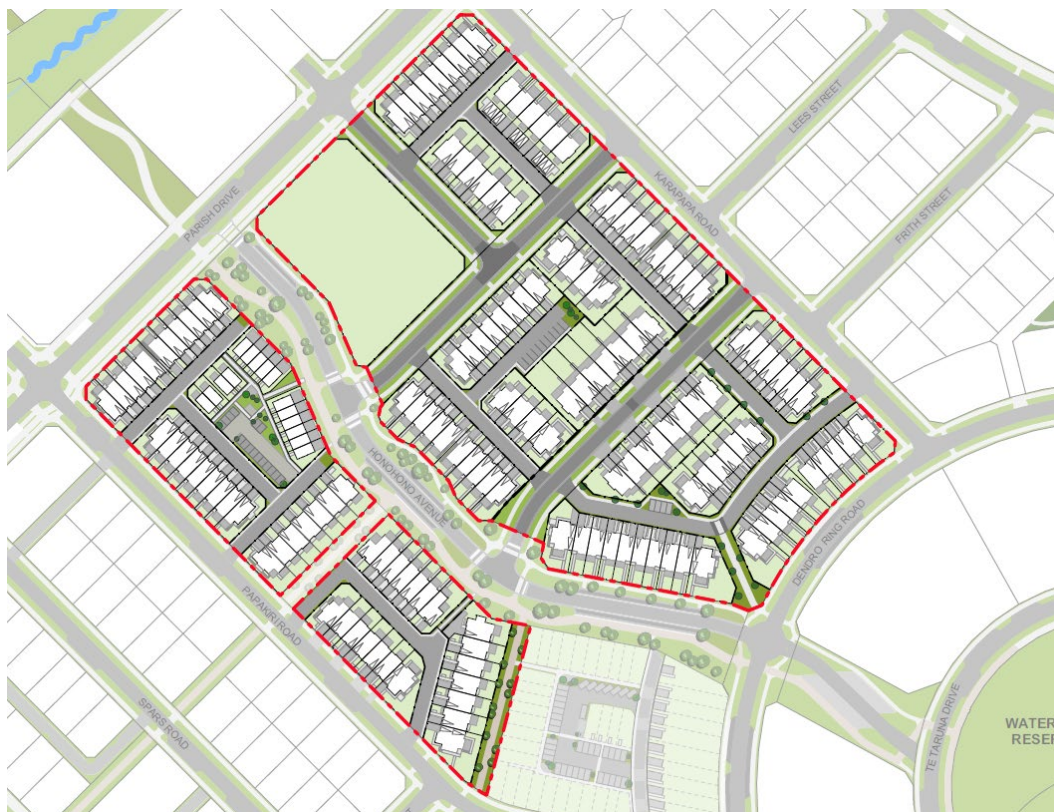 LEES STREET
KARAPAPA ROAD
FRITH STREET
PARISH DRIVE
HONOHONO AVENUE
DENDRO RING ROAD
PAPAKIRI ROAD
SPARS ROAD
TE TARUNA DRIVE
WATER
RESER